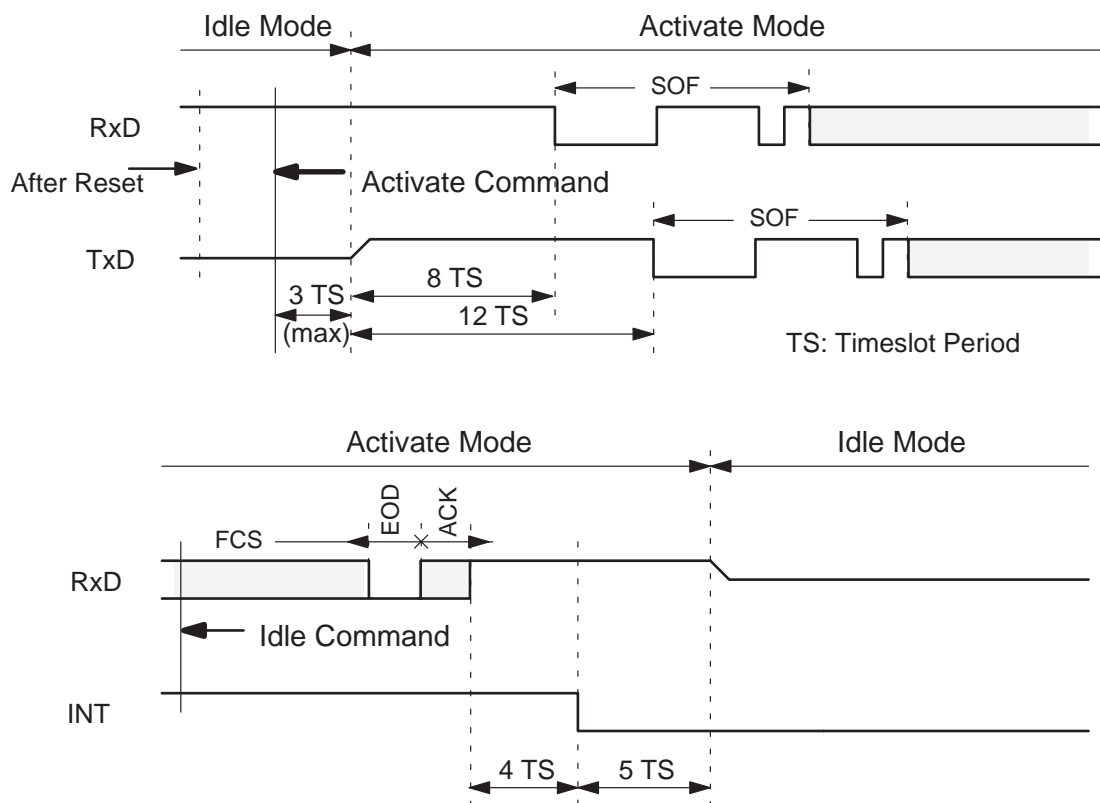 Idle Mode
Activate Mode
SOF
RxD
After Reset
Activate Command
SOF
TxD
8 TS
3 TS
(max)
12 TS
TS: Timeslot Period
Activate Mode
Idle Mode
EOD
ACK
FCS
RxD
Idle Command
INT
4 TS
5 TS